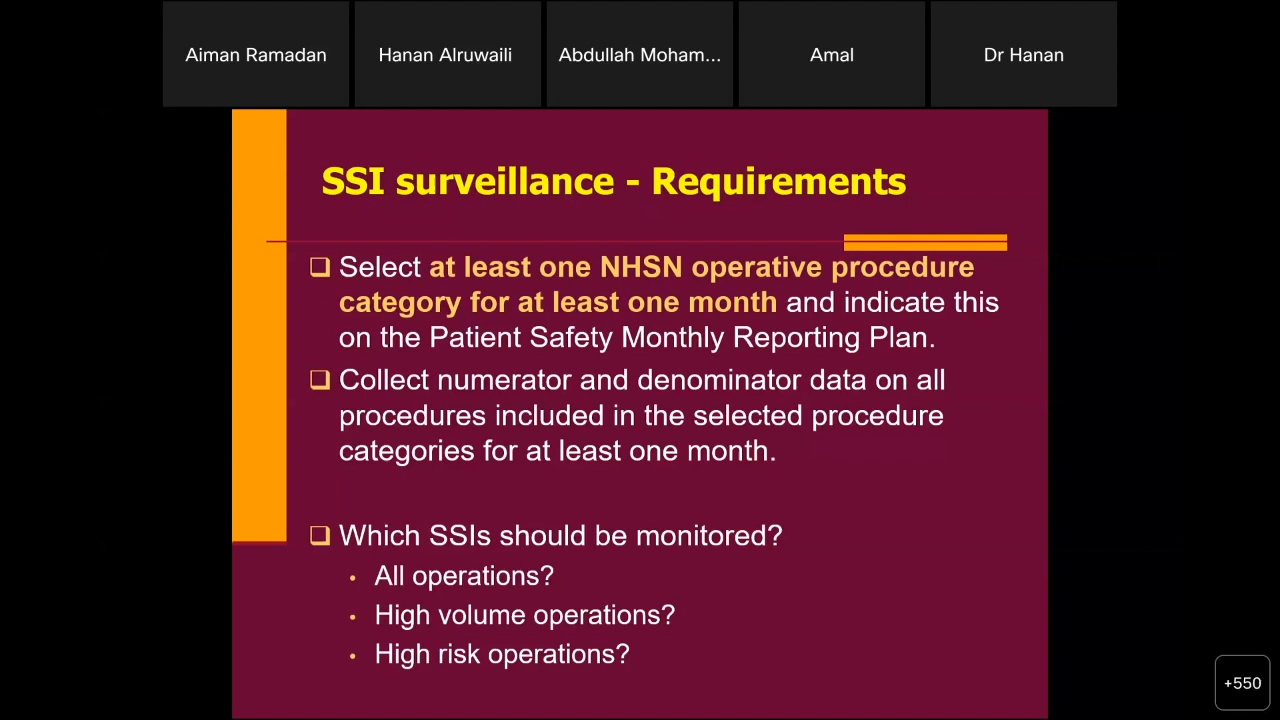 Aiman Ramadan
Hanan Alruwaili
Abdullah Moham...
Amal
Dr Hanan
SSI surveillance - Requirements
Select at least one NHSN operative procedure
category for at least one month and indicate this
on the Patient Safety Monthly Reporting Plan.
Collect numerator and denominator data on all
procedures included in the selected procedure
categories for at least one month.
Which SSIs should be monitored?
All operations?
High volume operations?
High risk operations?
+550